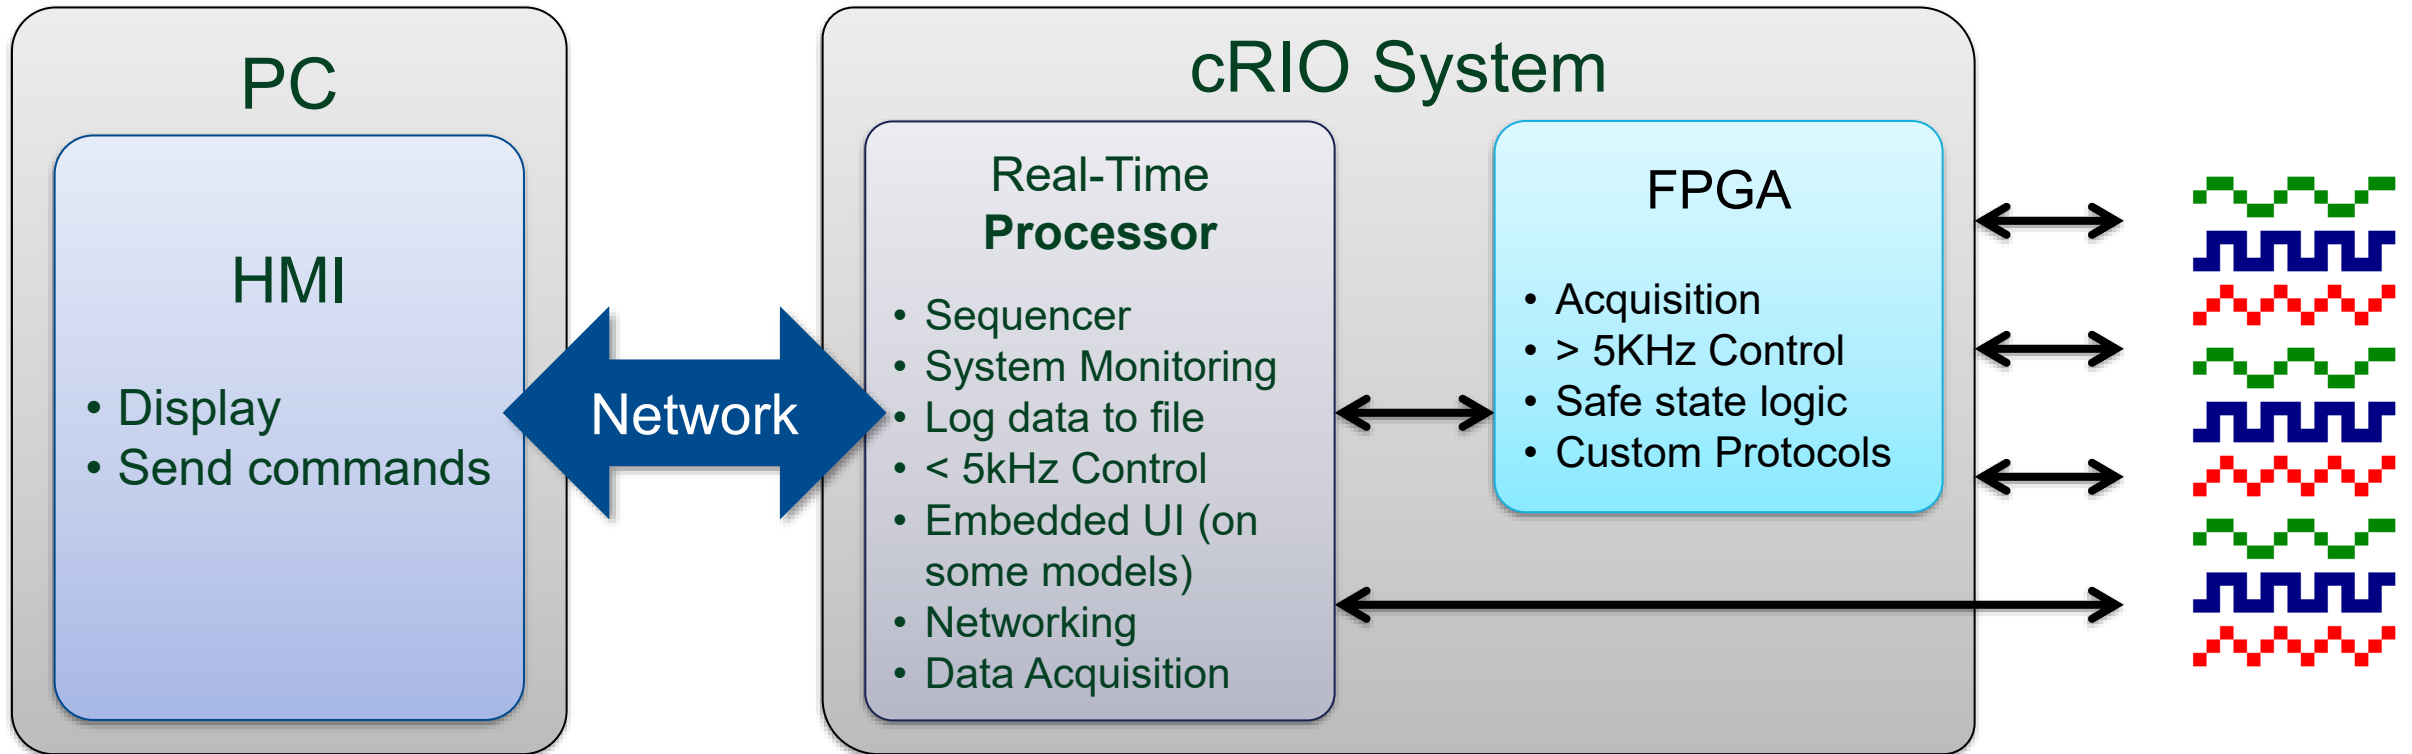 PC
HMI
• Display
• Send commands
Network
cRIO System
Real-Time
Processor
• Sequencer
• System Monitoring
• Log data to file
• < 5kHz Control
• Embedded UI (on
some models)
• Networking
• Data Acquisition
FPGA
• Acquisition
• > 5KHz Control
• Safe state logic
• Custom Protocols